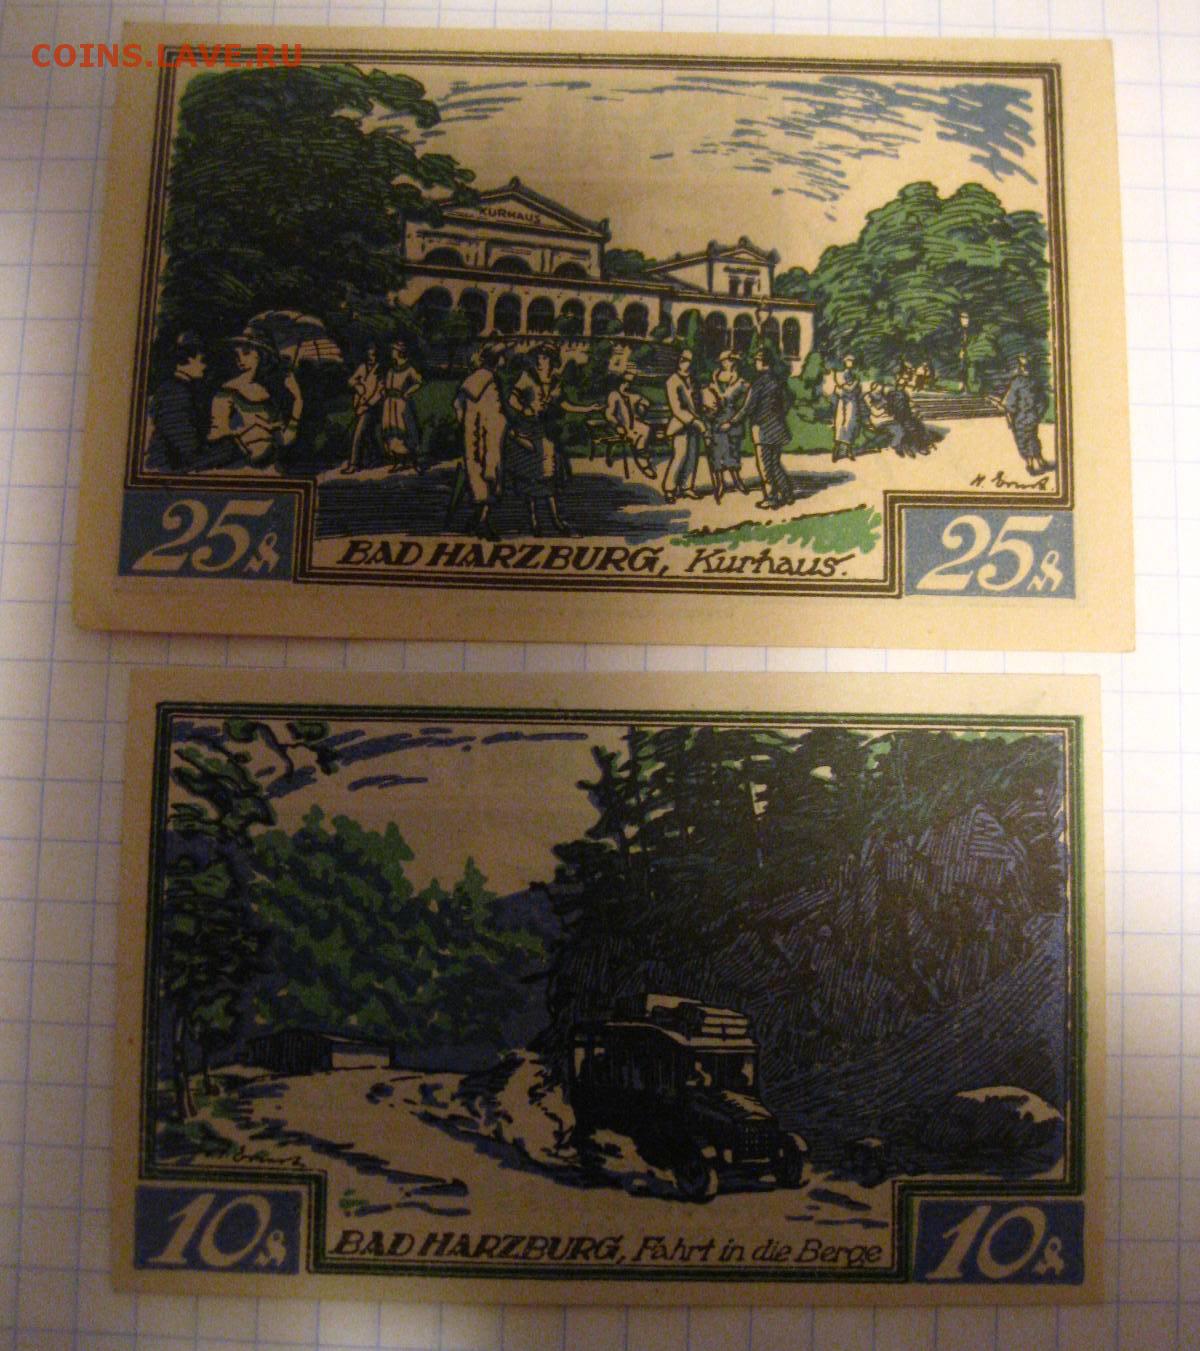 COINS.LAVE.RU
KURHAUS
25 ₰ 25 ₰
BAD HARZBURG, Kurhaus.
10 ₰ 10 ₰
BAD HARZBURG, Fahrt in die Berge